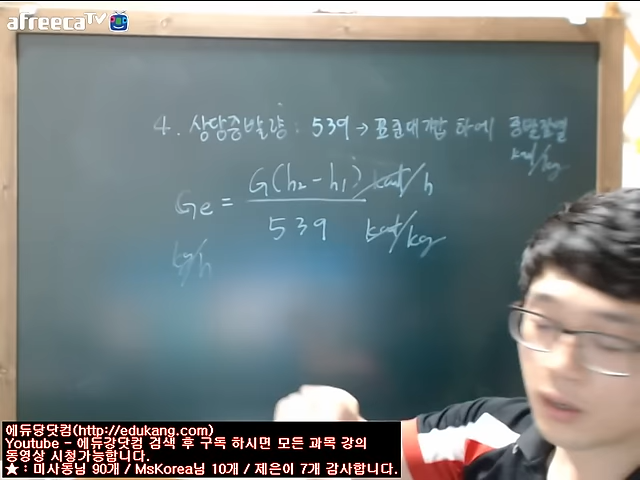 afreecaTV
4. 상당증발량 : 539 → 표준대기압 하에 증발잠열
kcal/kg
Ge = G(h₂-h₁) kcal/h
539 kcal/kg
kg/h
에듀강닷컴(http://edukang.com)
Youtube - 에듀강닷컴 검색 후 구독 하시면 모든 과목 강의
동영상 시청가능합니다.
★ : 미사동님 90개 / MsKorea님 10개 / 제은이 7개 감사합니다.